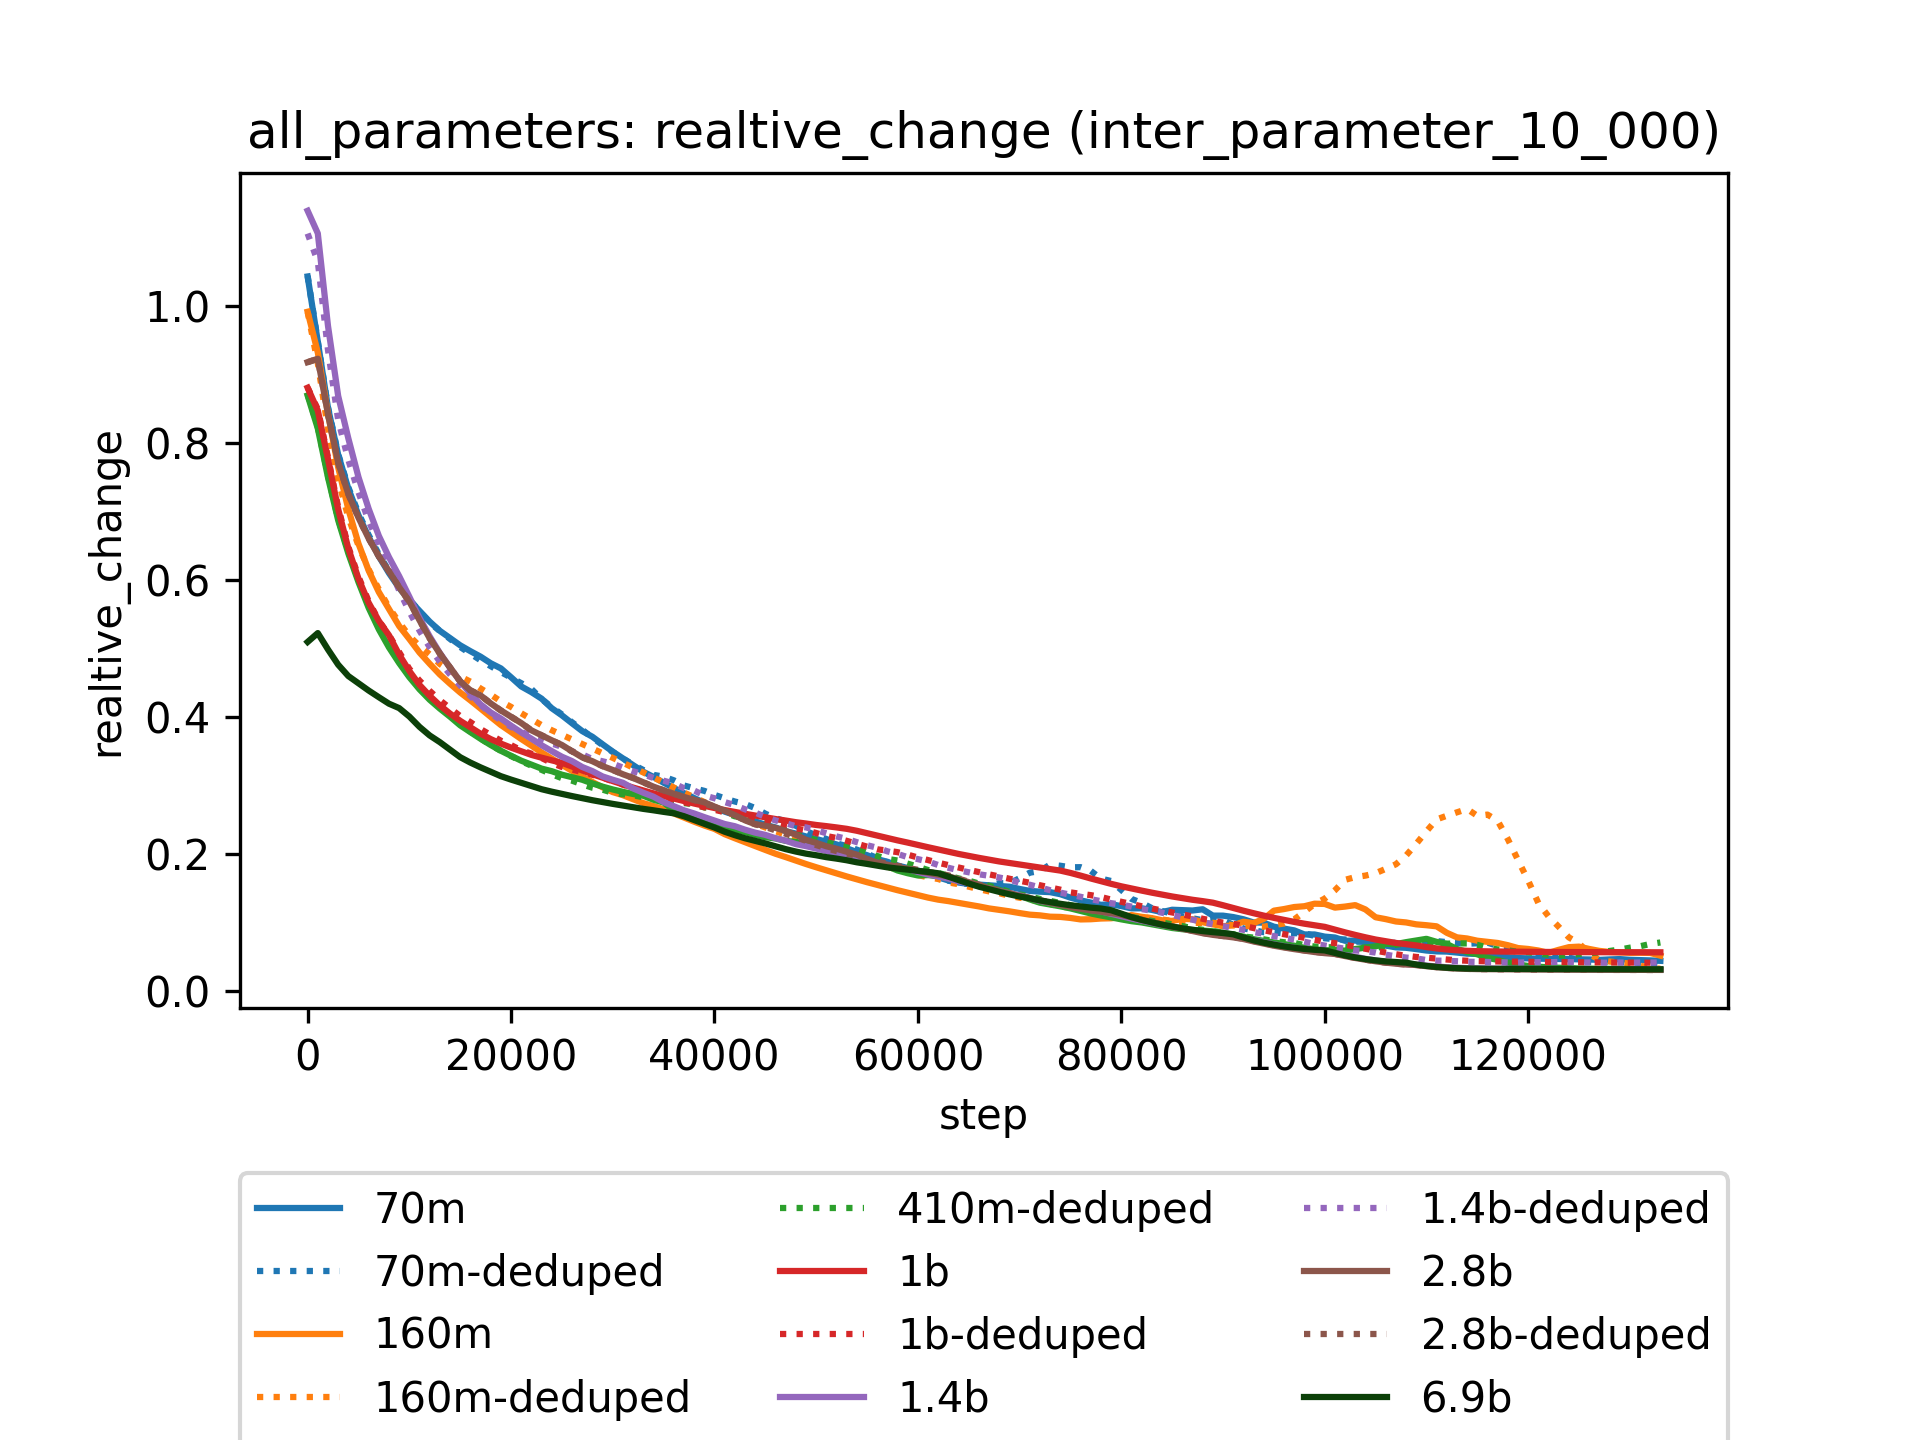 all_parameters: realtive_change (inter_parameter_10_000)
realtive_change
1.0
0.8
0.6
0.4
0.2
0.0
0 20000 40000 60000 80000 100000 120000
step
70m 410m-deduped 1.4b-deduped
70m-deduped 1b 2.8b
160m 1b-deduped 2.8b-deduped
160m-deduped 1.4b 6.9b